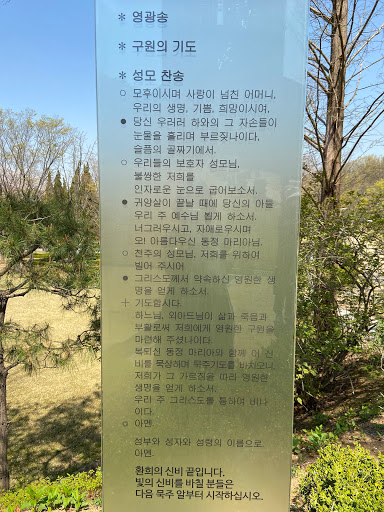 * 영광송
* 구원의 기도
* 성모 찬송
○ 모후이시며 사랑이 넘친 어머니,
우리의 생명, 기쁨, 희망이시여,
● 당신 우러러 하와의 그 자손들이
눈물을 흘리며 부르짖나이다.
슬픔의 골짜기에서.
○ 우리들의 보호자 성모님,
불쌍한 저희를
인자로운 눈으로 굽어보소서.
● 귀양살이 끝날 때에 당신의 아들
우리 주 예수님 뵙게 하소서.
너그러우시고, 자애로우시며
오! 아름다우신 동정 마리아님.
○ 천주의 성모님, 저희를 위하여
빌어 주시어
● 그리스도께서 약속하신 영원한 생
명을 얻게 하소서.
+ 기도합시다.
하느님, 외아드님이 삶과 죽음과
부활로써 저희에게 영원한 구원을
마련해 주셨나이다.
복되신 동정 마리아와 함께 이 신
비를 묵상하며 묵주기도를 바치오니,
저희가 그 가르침을 따라 영원한
생명을 얻게 하소서.
우리 주 그리스도를 통하여 비나
이다.
○ 아멘.
성부와 성자와 성령의 이름으로.
아멘.
환희의 신비 끝입니다.
빛의 신비를 바칠 분들은
다음 묵주 알부터 시작하십시오.